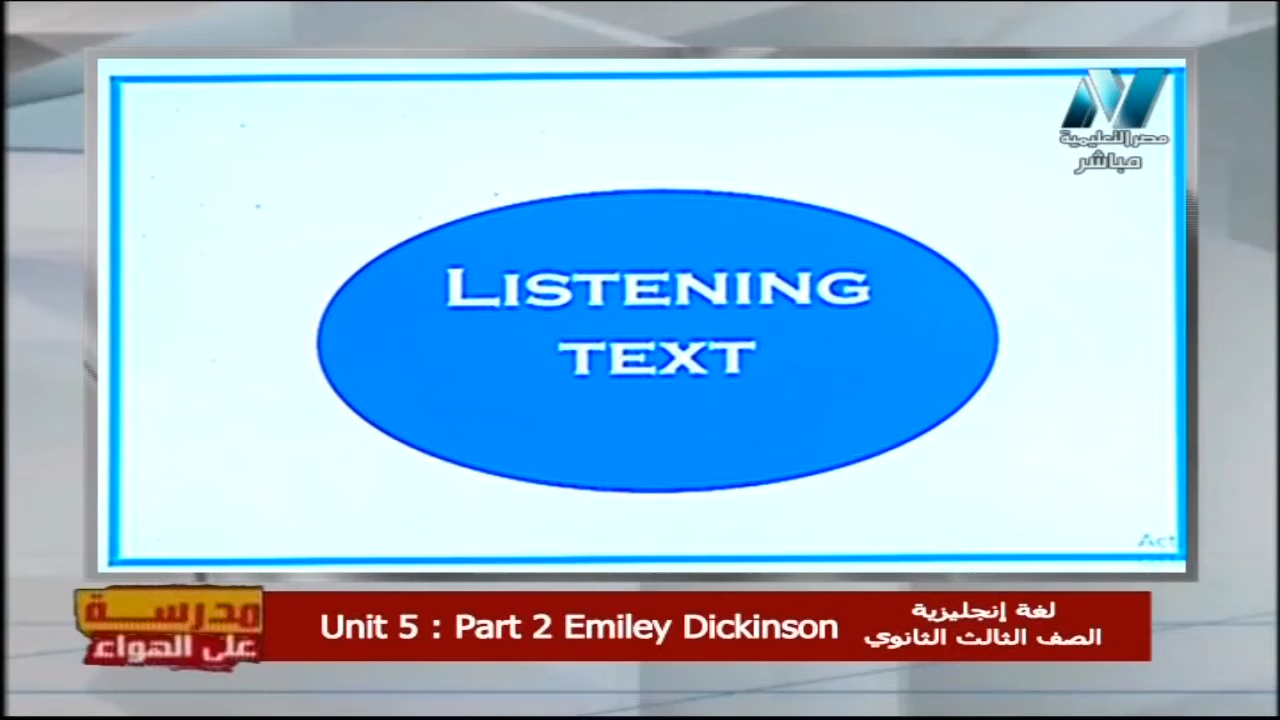 مصر التعليمية
مباشر
LISTENING
TEXT
Act
مدرسة
على الهواء
Unit 5 : Part 2 Emiley Dickinson
لغة إنجليزية
الصف الثالث الثانوي